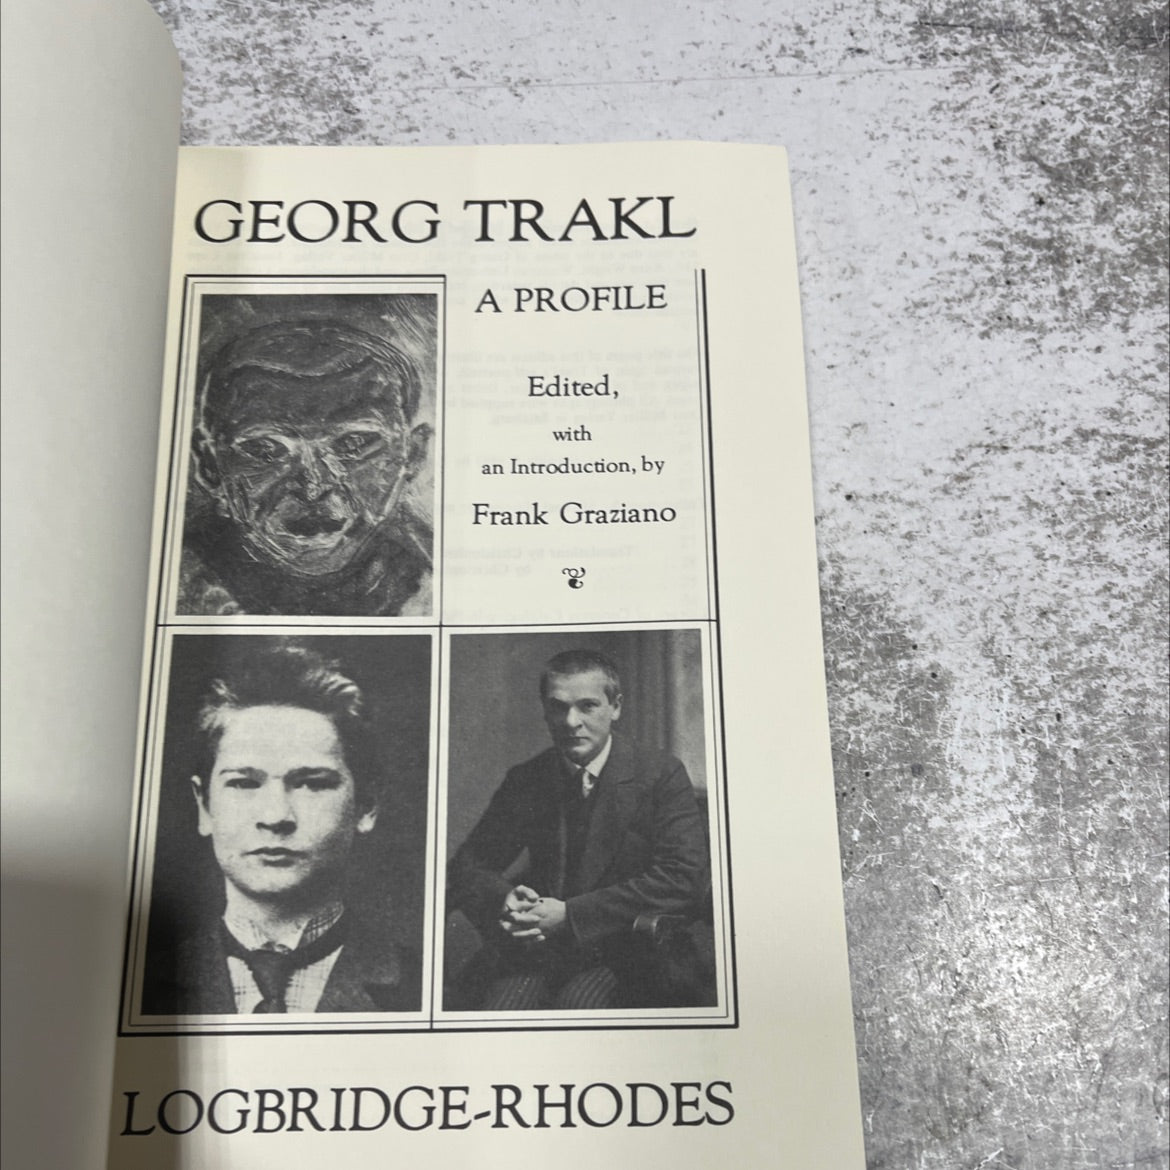 GEORG TRAKL
A PROFILE
Edited,
with
an Introduction, by
Frank Graziano
LOGBRIDGE-RHODES